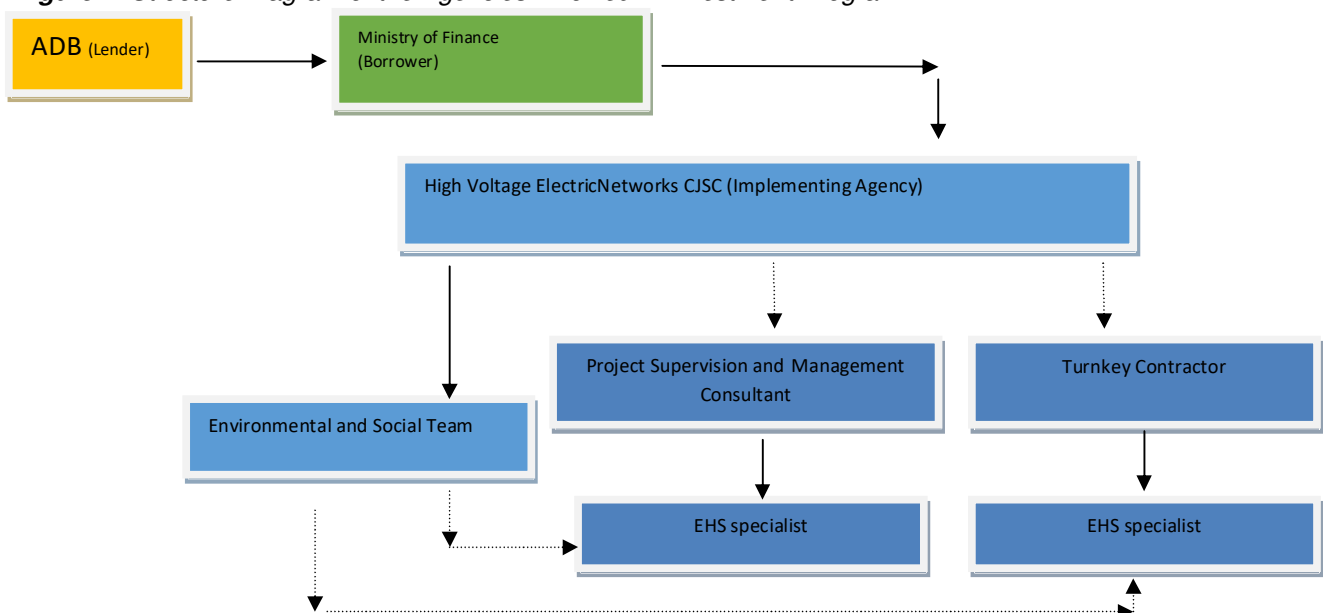 ADB (Lender)
Ministry of Finance
(Borrower)
High Voltage ElectricNetworks CJSC (Implementing Agency)
Project Supervision and Management
Consultant
Turnkey Contractor
Environmental and Social Team
EHS specialist
EHS specialist